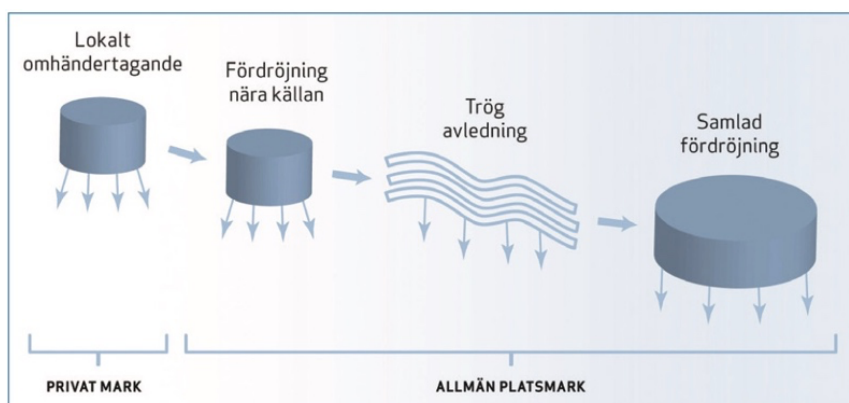 Lokalt
omhändertagande
Fördröjning
nära källan
Trög
avledning
Samlad
fördröjning
PRIVAT MARK
ALLMÄN PLATSMARK